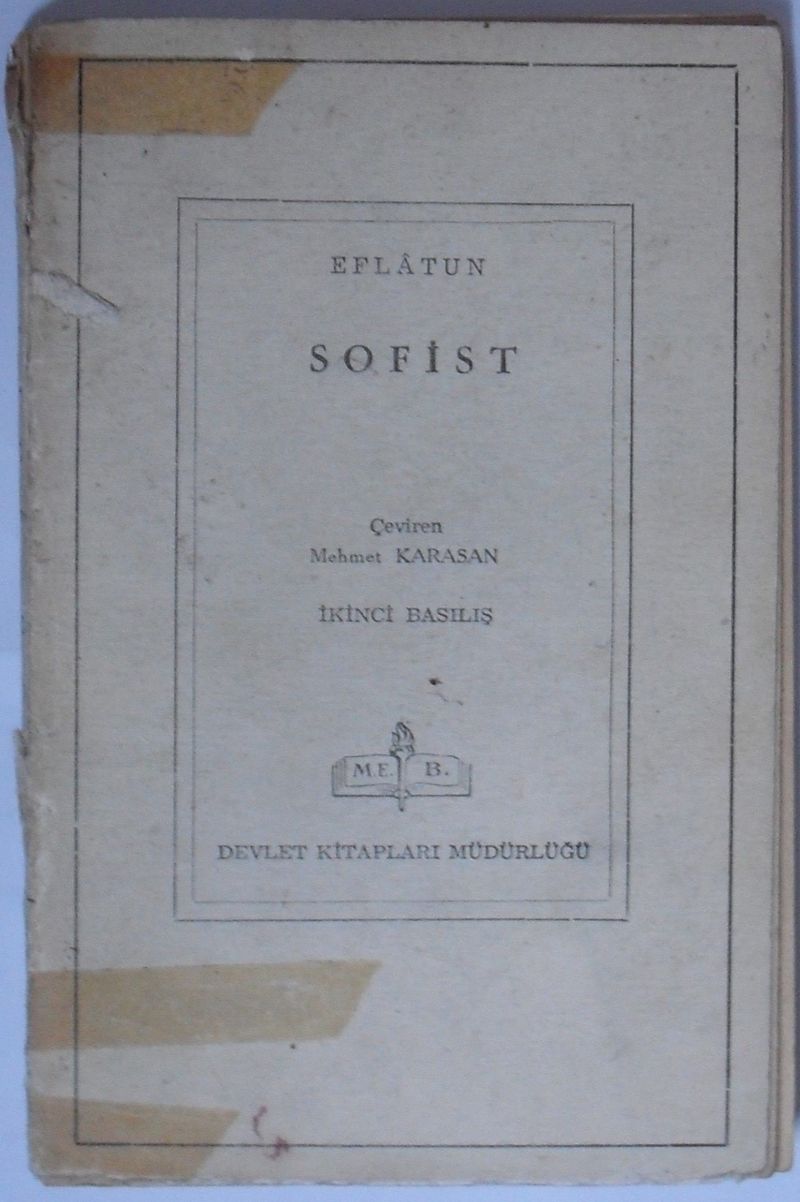 EFLÂTUN
SOFİST
Çeviren
Mehmet KARASAN
İKİNCİ BASILIŞ
M.E. B.
DEVLET KİTAPLARI MÜDÜRLÜĞÜ